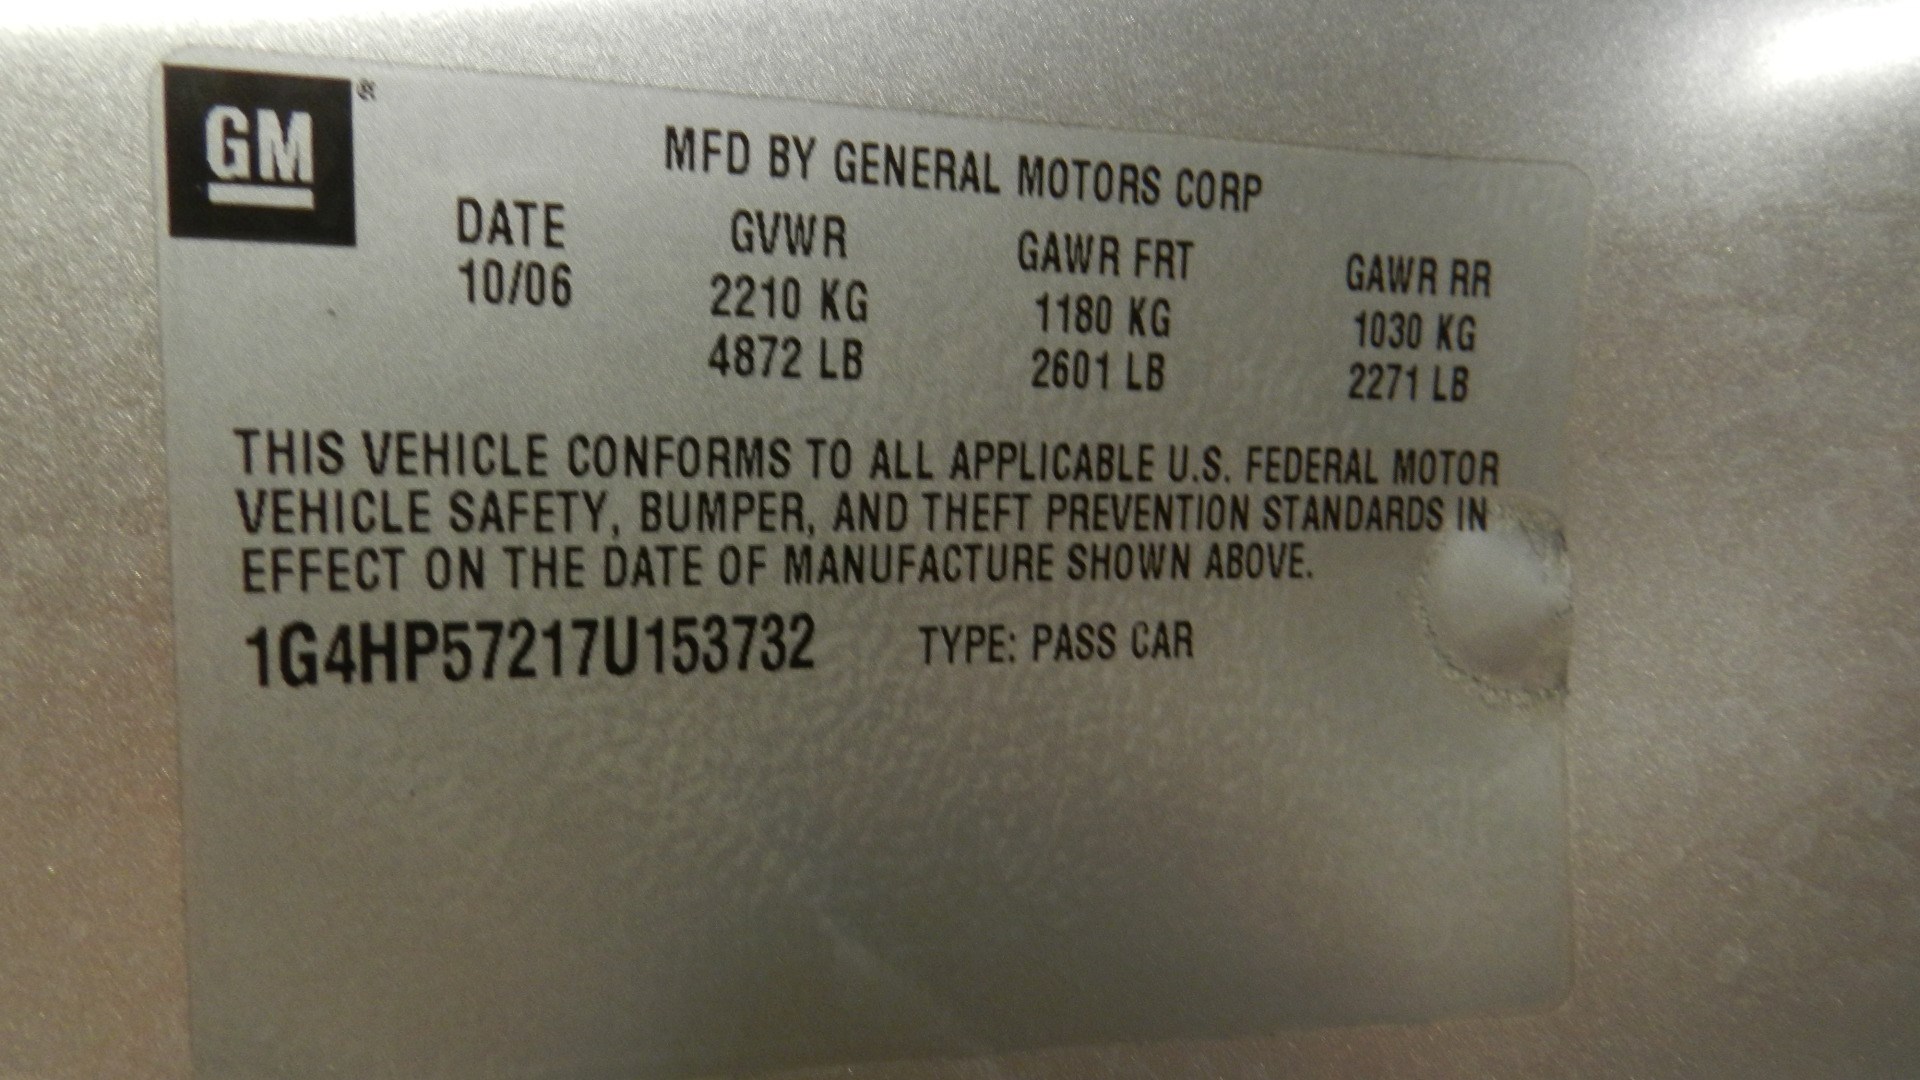 GM®
MFD BY GENERAL MOTORS CORP
DATE GVWR GAWR FRT GAWR RR
10/06 2210 KG 1180 KG 1030 KG
4872 LB 2601 LB 2271 LB
THIS VEHICLE CONFORMS TO ALL APPLICABLE U.S. FEDERAL MOTOR
VEHICLE SAFETY, BUMPER, AND THEFT PREVENTION STANDARDS IN
EFFECT ON THE DATE OF MANUFACTURE SHOWN ABOVE.
1G4HP57217U153732 TYPE: PASS CAR